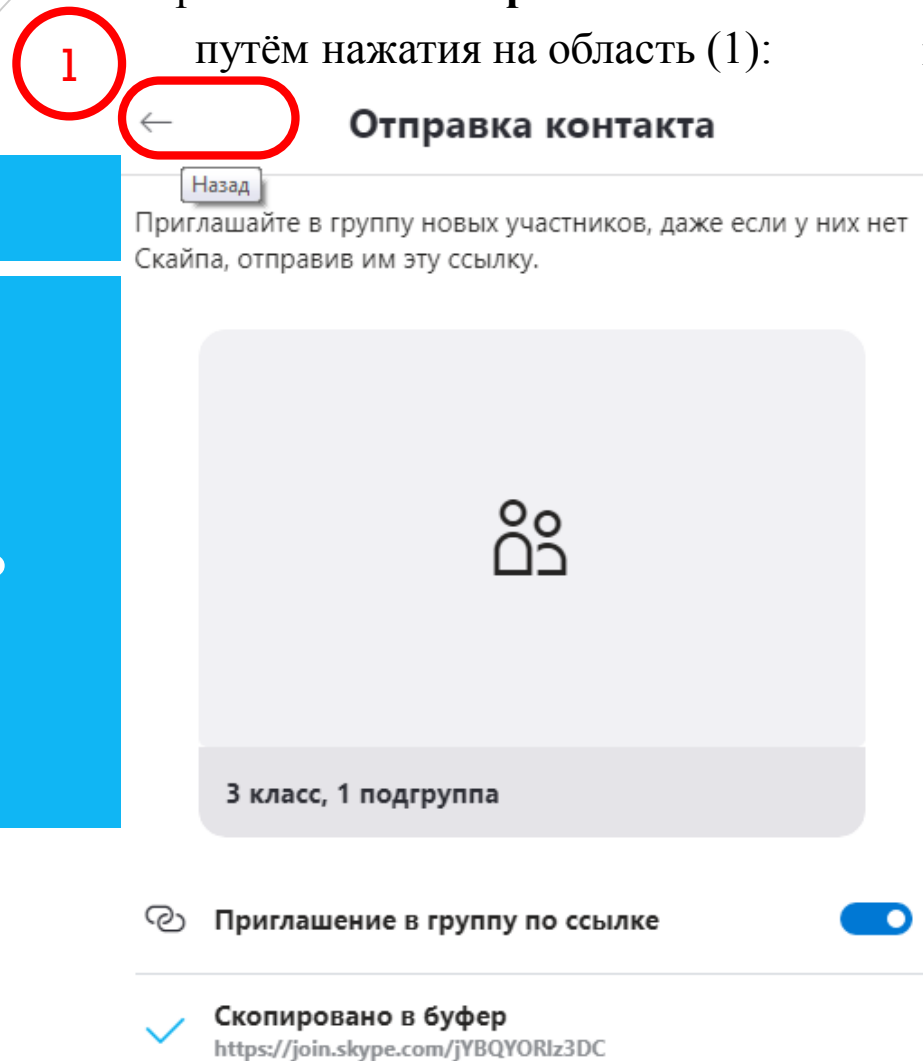 путём нажатия на область (1):
1
←
Отправка контакта
Назад
Приглашайте в группу новых участников, даже если у них нет
Скайпа, отправив им эту ссылку.
3 класс, 1 подгруппа
Приглашение в группу по ссылке
Скопировано в буфер
https://join.skype.com/jYBQYORIz3DC